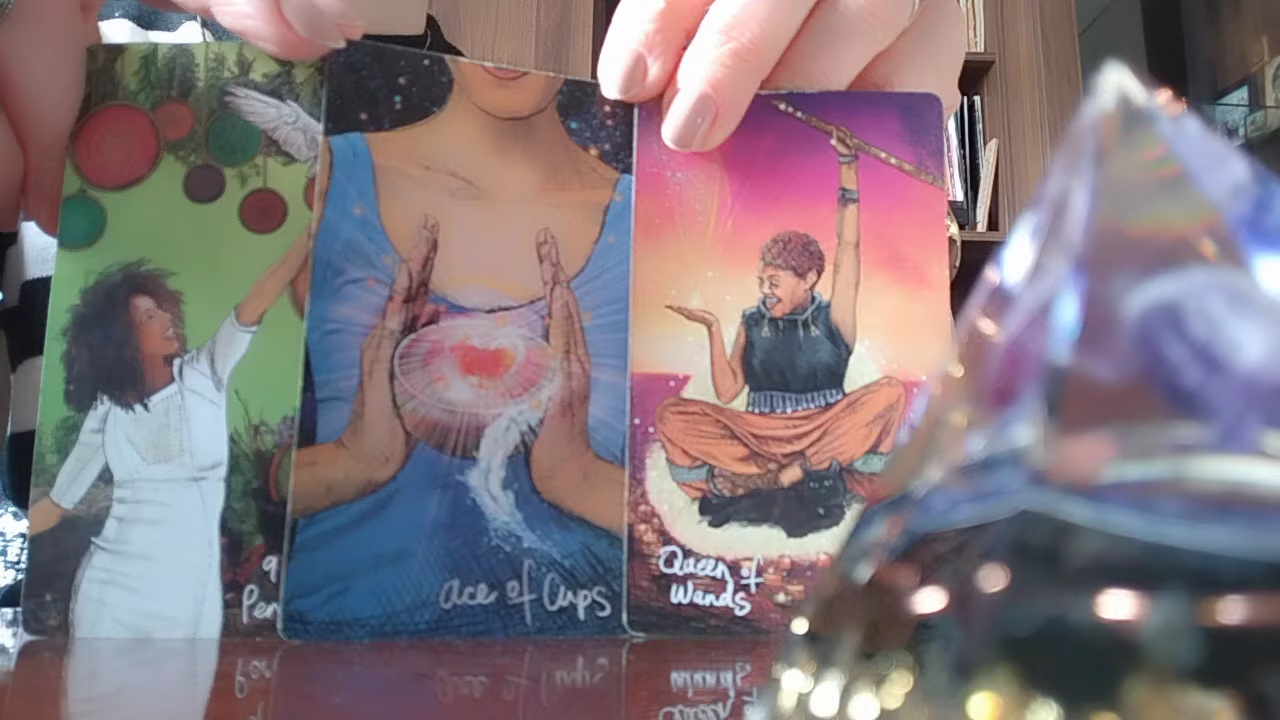 9
Pen
ace of Cups
Queen of
Wands